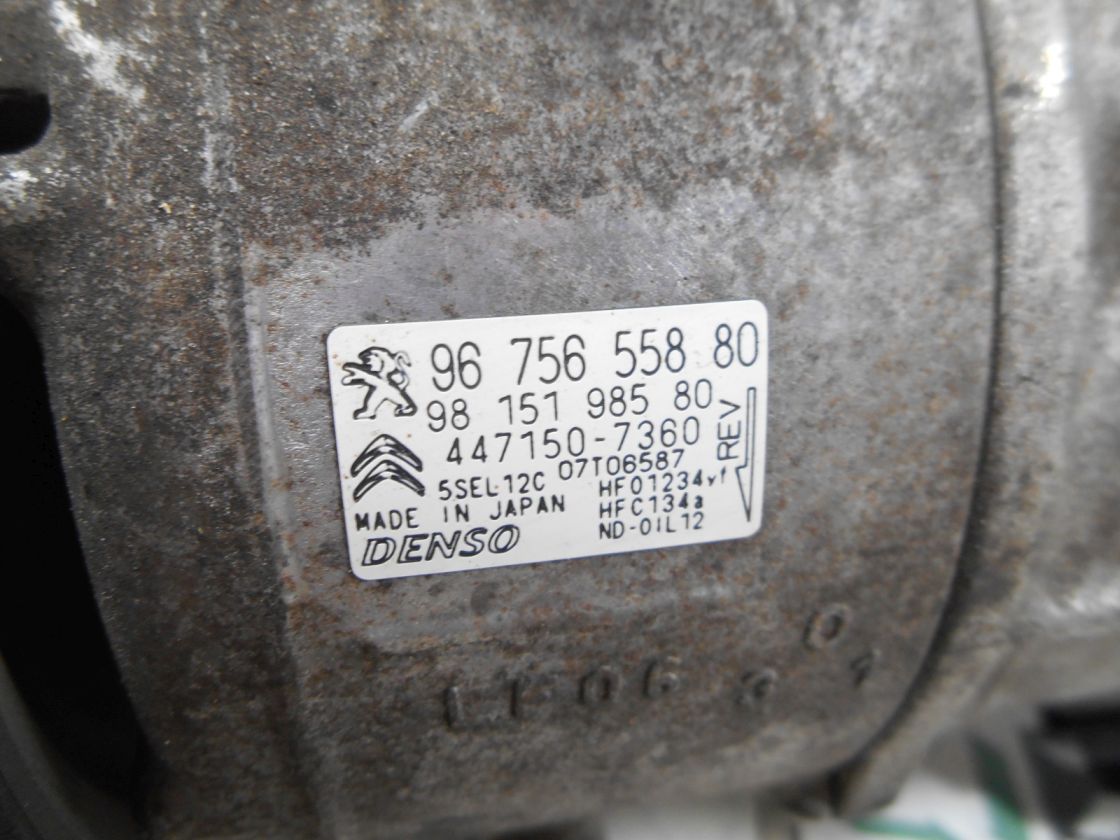 96 756 558 80
98 151 985 80
447150-7360
07T06587
5SEL12C
HFO1234yf
HFC134a
MADE IN JAPAN
ND-OIL12
DENSO
REV